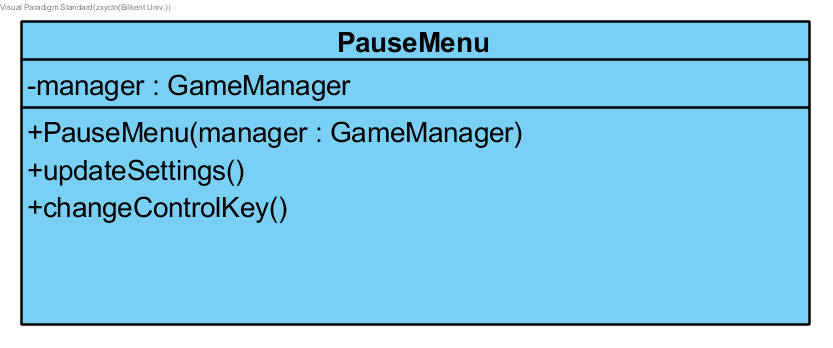 Visual Paradigm Standard(zxyctn(Bilkent Univ.))
PauseMenu
-manager : GameManager
+PauseMenu(manager : GameManager)
+updateSettings()
+changeControlKey()